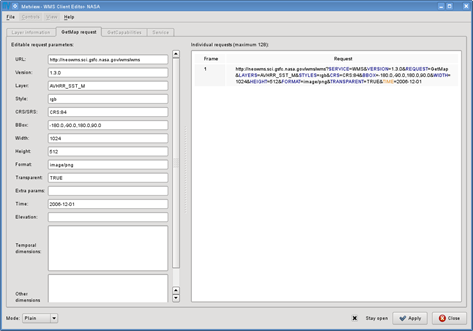 Metview - WMS Client Editor - NASA
File Controls View Help
Layer Information GetMap request GetCapabilities Service
Editable request parameters:
URL: http://neowms.sci.gsfc.nasa.gov/wms/wms
Version: 1.3.0
Layer: AVHRR_SST_M
Style: rgb
CRS/SRS: CRS:84
BBox: -180.0,-90.0,180.0,90.0
Width: 1024
Height: 512
Format: image/png
Transparent: TRUE
Extra params:
Time: 2006-12-01
Elevation:
Temporal
dimensions:
Other
dimensions
Individual requests (maximum 128):
Frame Request
1 http://neowms.sci.gsfc.nasa.gov/wms/wms?SERVICE=WMS&VERSION=1.3.0&REQUEST=GetMap
&LAYERS=AVHRR_SST_M&STYLES=rgb&CRS=CRS:84&BBOX=-180.0,-90.0,180.0,90.0&WIDTH=
1024&HEIGHT=512&FORMAT=image/png&TRANSPARENT=TRUE&TIME=2006-12-01
Mode: Plain Stay open Apply Close